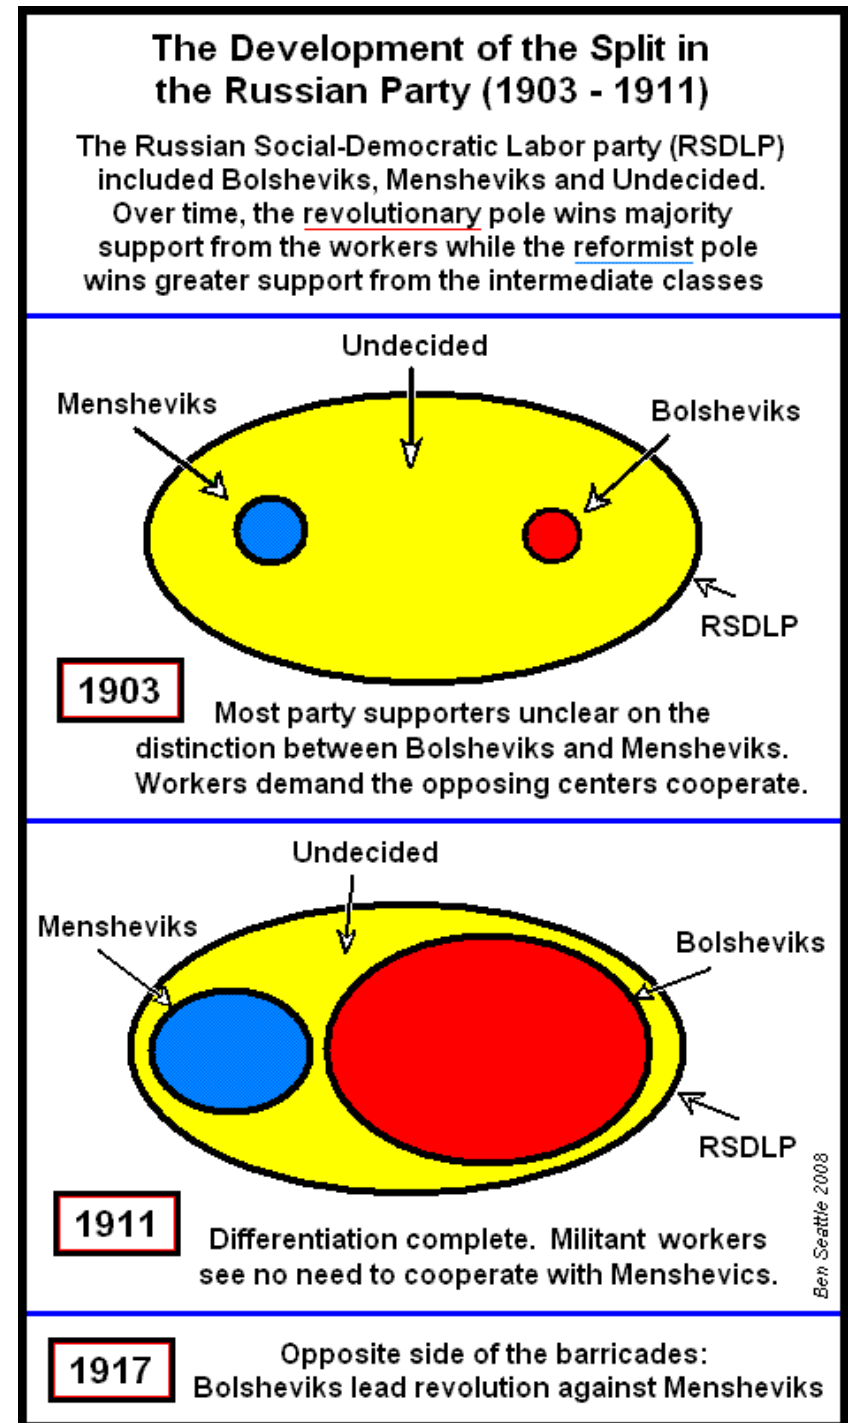 The Development of the Split in
the Russian Party (1903 - 1911)
The Russian Social-Democratic Labor party (RSDLP)
included Bolsheviks, Mensheviks and Undecided.
Over time, the revolutionary pole wins majority
support from the workers while the reformist pole
wins greater support from the intermediate classes
Undecided
Mensheviks
Bolsheviks
RSDLP
1903
Most party supporters unclear on the
distinction between Bolsheviks and Mensheviks.
Workers demand the opposing centers cooperate.
Undecided
Mensheviks
Bolsheviks
RSDLP
1911
Differentiation complete. Militant workers
see no need to cooperate with Menshevics.
Ben Seattle 2008
1917
Opposite side of the barricades:
Bolsheviks lead revolution against Mensheviks